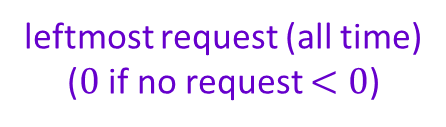 leftmost request (all time)
(0 if no request < 0)